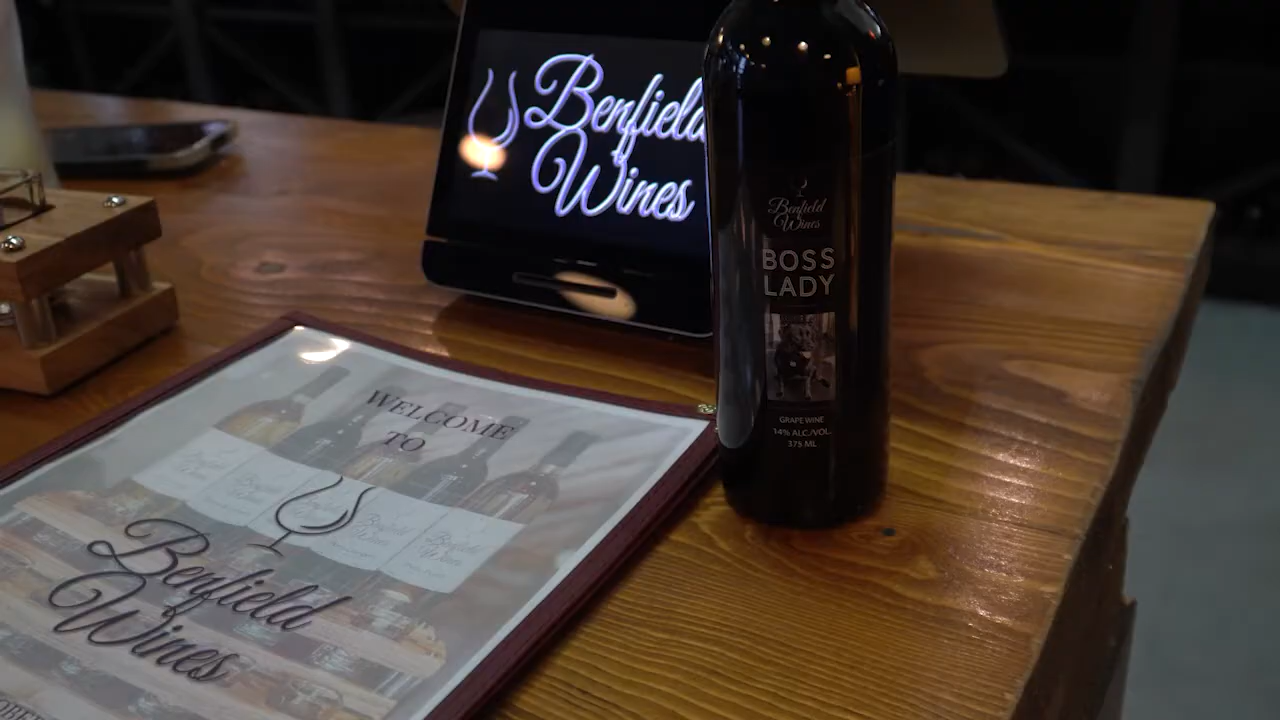 Benfield
Wines
Benfield
Wines
BOSS
LADY
GRAPE WINE
14% ALC./VOL.
375 ML
WELCOME
TO
Benfield
Wines